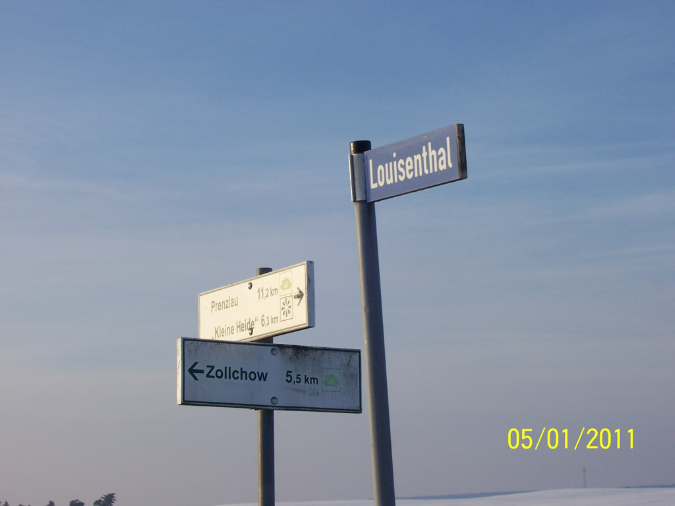 Louisenthal
Prenzlau 11,2 km
„Kleine Heide" 6,3 km
Zollchow 5,5 km
05/01/2011